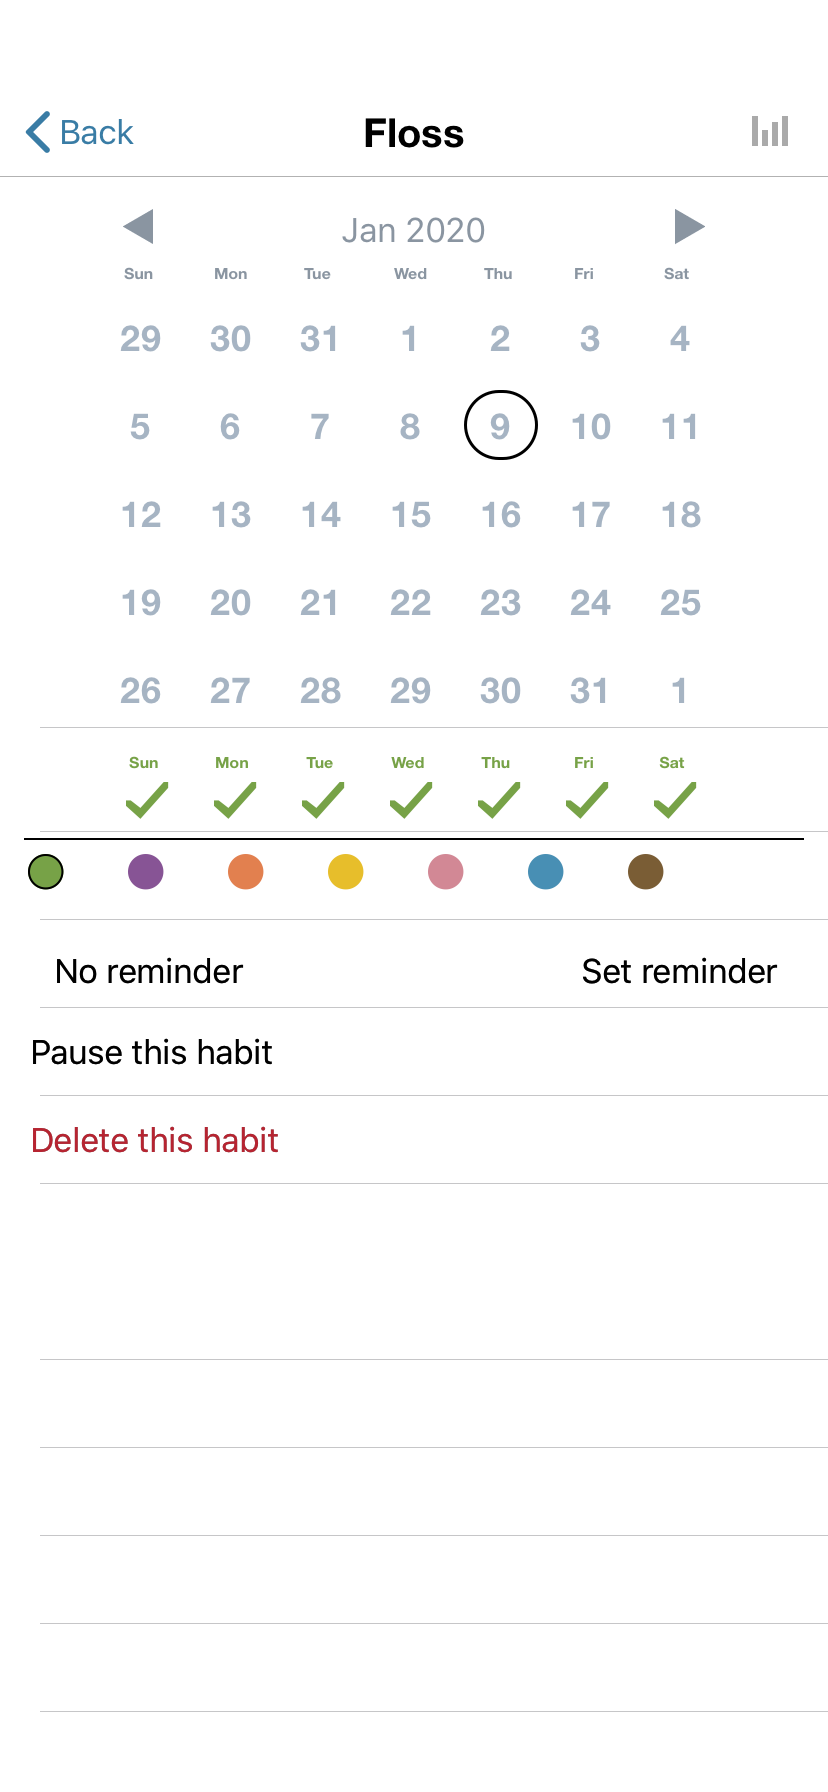 Back Floss
Jan 2020
Sun Mon Tue Wed Thu Fri Sat
29 30 31 1 2 3 4
5 6 7 8 9 10 11
12 13 14 15 16 17 18
19 20 21 22 23 24 25
26 27 28 29 30 31 1
Sun Mon Tue Wed Thu Fri Sat
No reminder Set reminder
Pause this habit
Delete this habit